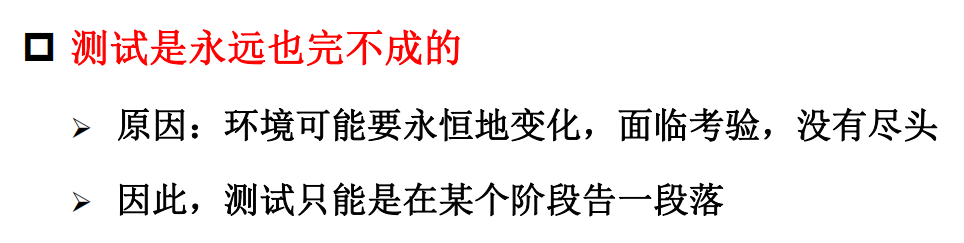 测试是永远也完不成的
原因：环境可能要永恒地变化，面临考验，没有尽头
因此，测试只能是在某个阶段告一段落